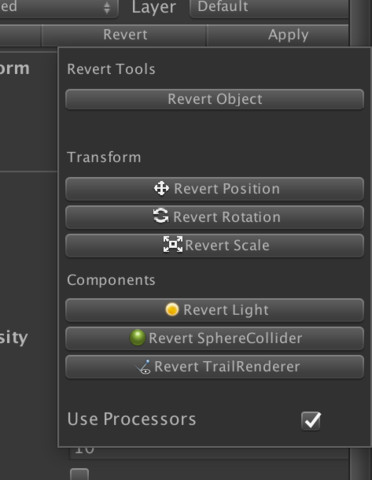 ed Layer Default
Revert Apply
orm
Revert Tools
Revert Object
Transform
Revert Position
Revert Rotation
Revert Scale
Components
Revert Light
sity
Revert SphereCollider
Revert TrailRenderer
Use Processors
10